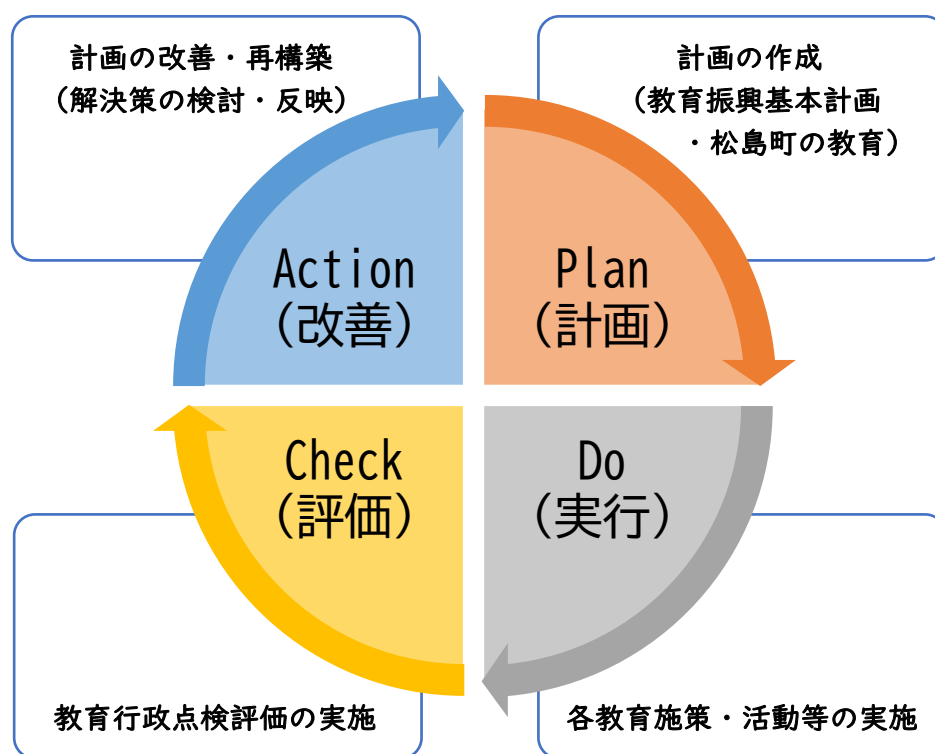 計画の改善・再構築
(解決策の検討・反映)
計画の作成
(教育振興基本計画
・松島町の教育)
Action
(改善)
Plan
(計画)
Check
(評価)
Do
(実行)
教育行政点検評価の実施
各教育施策・活動等の実施